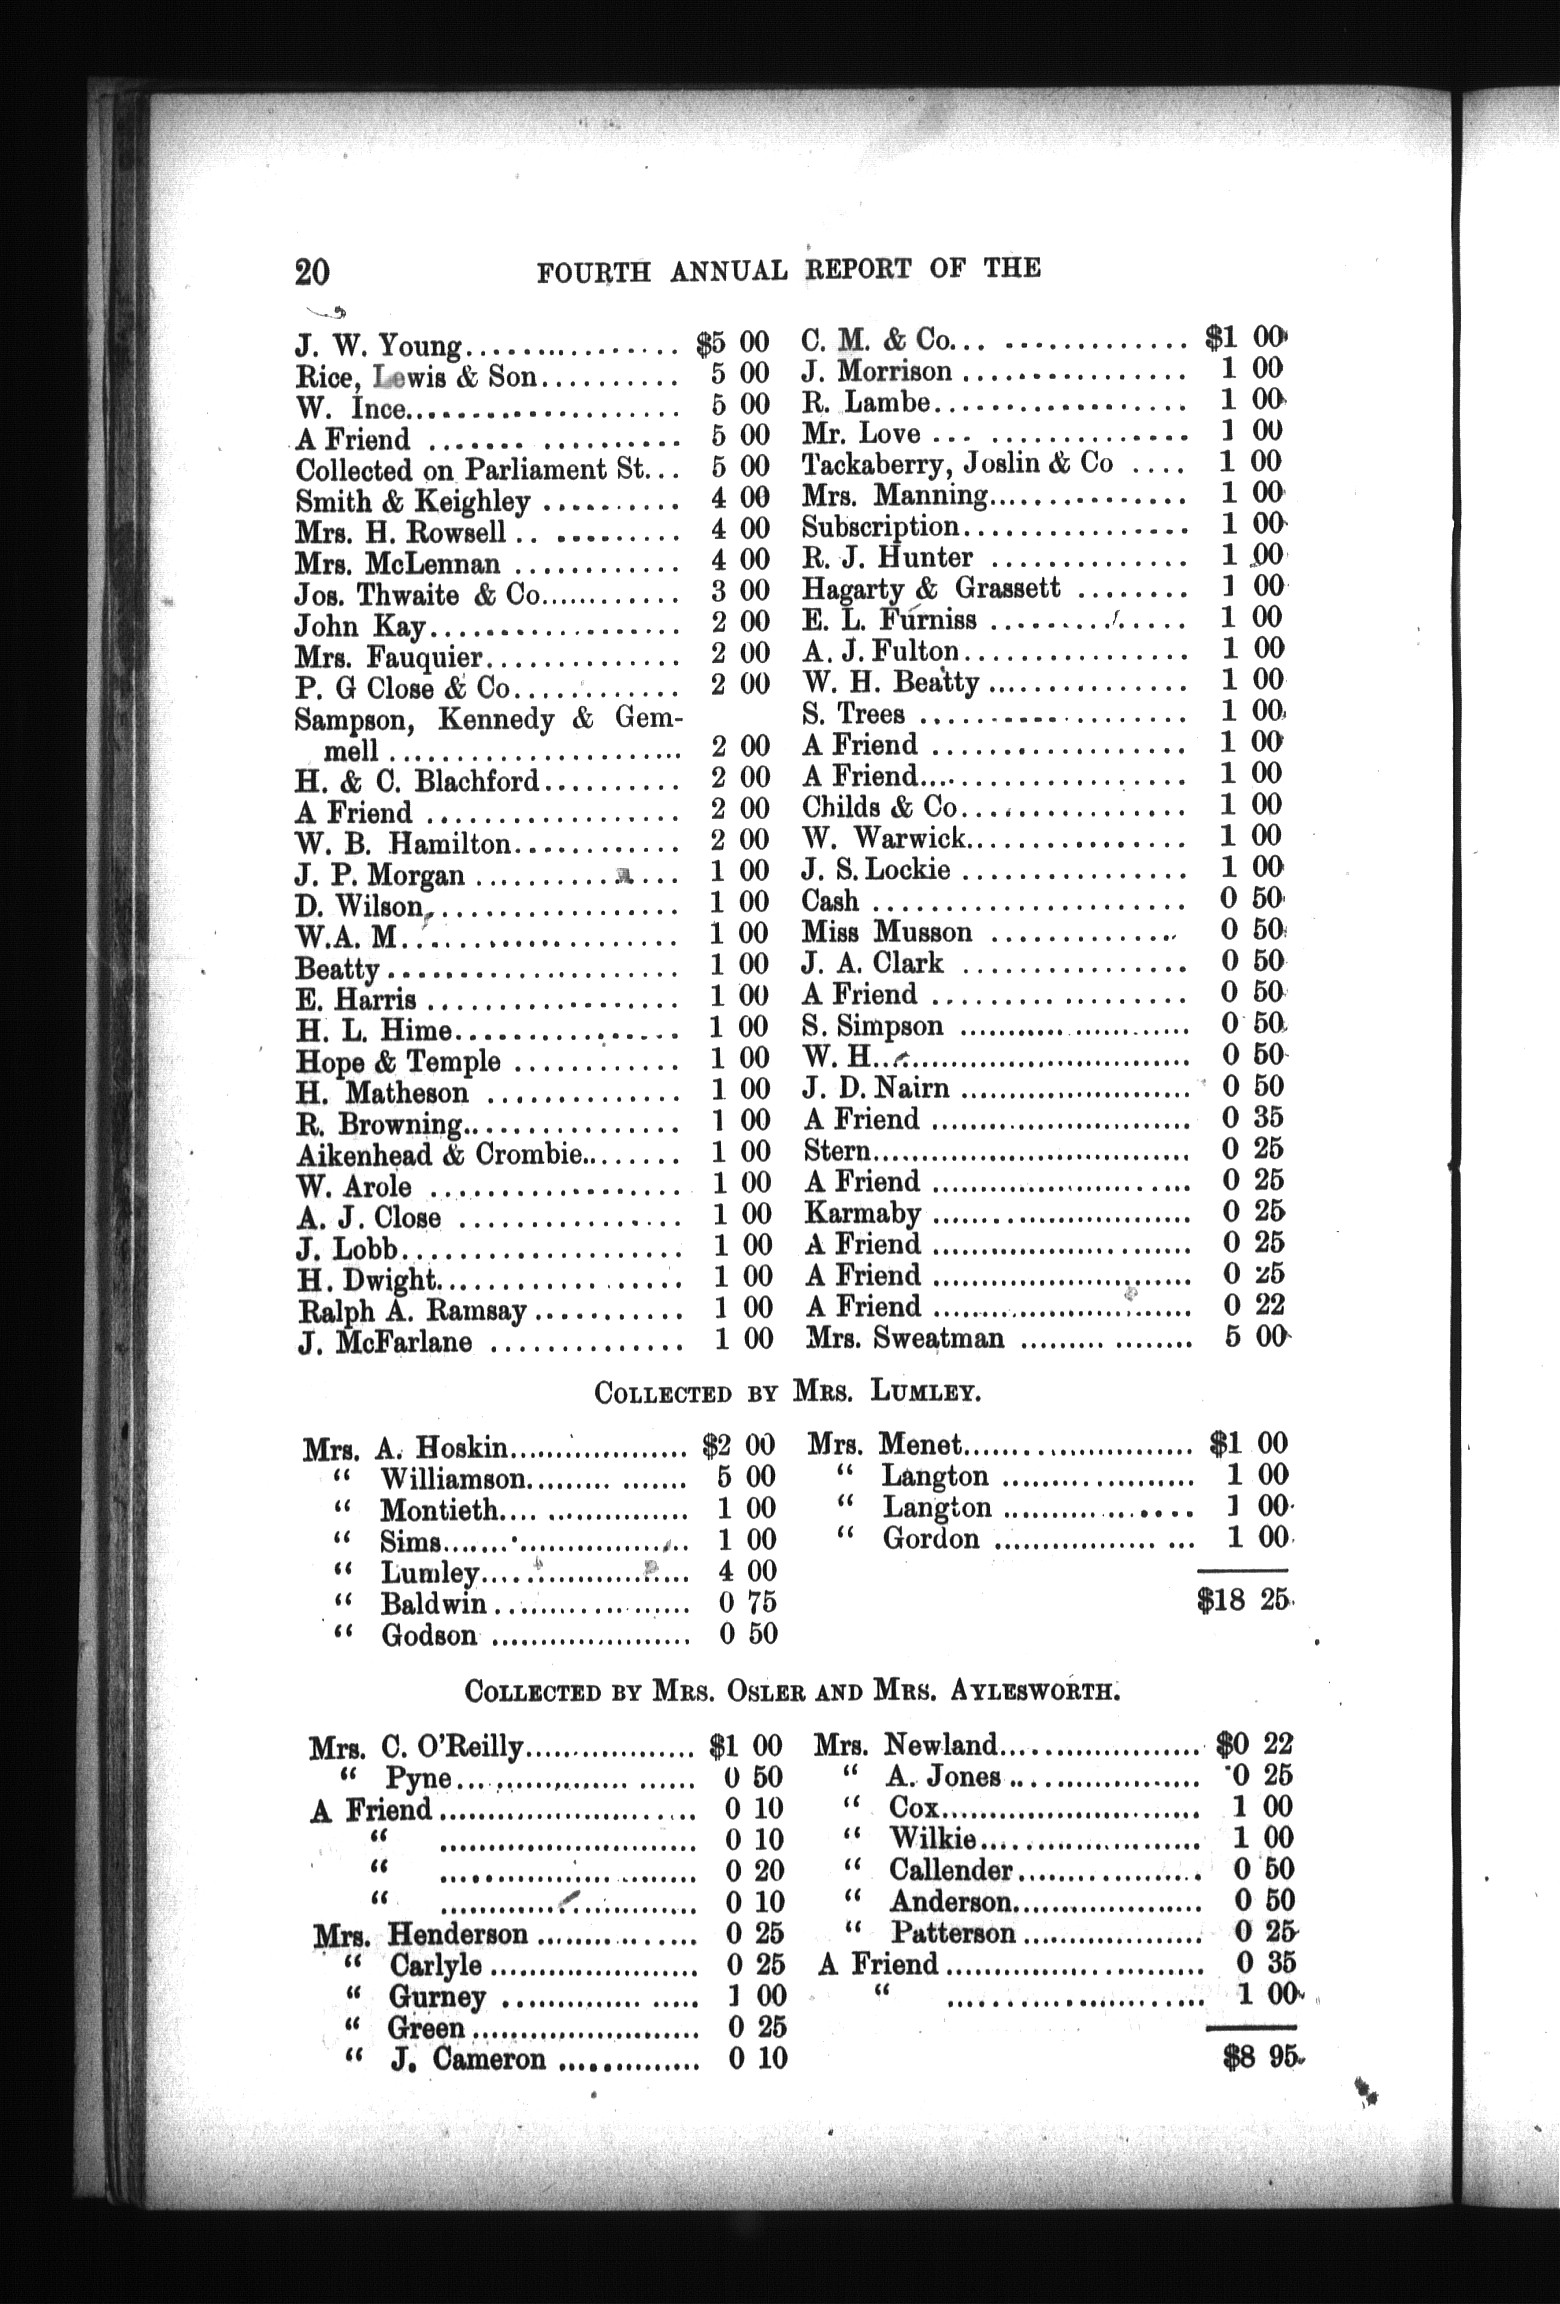 20 FOURTH ANNUAL REPORT OF THE
J. W. Young................ $5 00
Rice, Lewis & Son.......... 5 00
W. Ince................... 5 00
A Friend .................. 5 00
Collected on Parliament St... 5 00
Smith & Keighley .......... 4 00
Mrs. H. Rowsell ........... 4 00
Mrs. McLennan ............ 4 00
Jos. Thwaite & Co............ 3 00
John Kay.................. 2 00
Mrs. Fauquier.............. 2 00
P. G Close & Co............ 2 00
Sampson, Kennedy & Gem-
mell ....................... 2 00
H. & C. Blachford.......... 2 00
A Friend .................. 2 00
W. B. Hamilton............ 2 00
J. P. Morgan .............. 1 00
D. Wilson.................. 1 00
W.A. M................... 1 00
Beatty..................... 1 00
E. Harris .................. 1 00
H. L. Hime................ 1 00
Hope & Temple ............ 1 00
H. Matheson .............. 1 00
R. Browning................ 1 00
Aikenhead & Crombie........ 1 00
W. Arole .................. 1 00
A. J. Close ................ 1 00
J. Lobb.................... 1 00
H. Dwight.................. 1 00
Ralph A. Ramsay........... 1 00
J. McFarlane .............. 1 00
C. M. & Co... ............. $1 00
J. Morrison ................ 1 00
R. Lambe.................. 1 00
Mr. Love ... .............. 1 00
Tackaberry, Joslin & Co .... 1 00
Mrs. Manning............... 1 00
Subscription................ 1 00
R. J. Hunter .............. 1 00
Hagarty & Grassett ........ 1 00
E. L. Furniss .............. 1 00
A. J. Fulton................ 1 00
W. H. Beatty............... 1 00
S. Trees ................... 1 00
A Friend .................. 1 00
A Friend................... 1 00
Childs & Co................ 1 00
W. Warwick................ 1 00
J. S. Lockie ................ 1 00
Cash ...................... 0 50
Miss Musson .............. 0 50
J. A. Clark ................ 0 50
A Friend .................. 0 50
S. Simpson ................ 0 50
W. H...................... 0 50
J. D. Nairn ................ 0 50
A Friend .................. 0 35
Stern...................... 0 25
A Friend .................. 0 25
Karmaby .................. 0 25
A Friend .................. 0 25
A Friend .................. 0 25
A Friend .................. 0 22
Mrs. Sweatman ......... ........ 5 00
COLLECTED BY MRS. LUMLEY.
Mrs. A. Hoskin.................. $2 00
“ Williamson......... ....... 5 00
“ Montieth.... .............. 1 00
“ Sims....................... 1 00
“ Lumley..................... 4 00
“ Baldwin.................... 0 75
“ Godson .................... 0 50
Mrs. Menet....................... $1 00
“ Langton ................... 1 00
“ Langton ................... 1 00
“ Gordon ................. ... 1 00
$18 25
COLLECTED BY MRS. OSLER AND MRS. AYLESWORTH.
Mrs. C. O'Reilly................. $1 00
“ Pyne................. ...... 0 50
A Friend.......................... 0 10
“ .......................... 0 10
“ .......................... 0 20
“ .......................... 0 10
Mrs. Henderson ................ 0 25
“ Carlyle ..................... 0 25
“ Gurney .............. ..... 1 00
“ Green....................... 0 25
“ J. Cameron .............. 0 10
Mrs. Newland.................... $0 22
“ A. Jones................... 0 25
“ Cox.......................... 1 00
“ Wilkie...................... 1 00
“ Callender................... 0 50
“ Anderson................... 0 50
“ Patterson.................. 0 25
A Friend.......................... 0 35
“ .......................... 1 00
$8 95